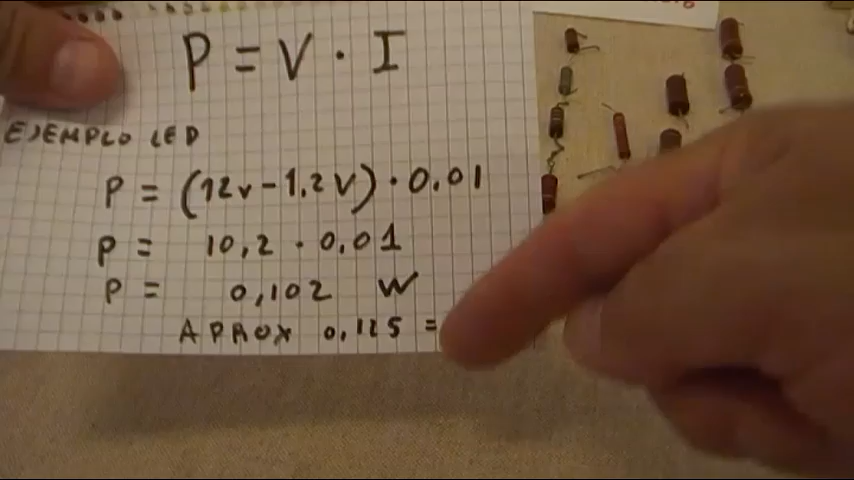 P = V · I
EJEMPLO LED
P = (12v-1.2V)·0.01
P = 10,2 · 0,01
P = 0,102 W
APROX 0,125 =